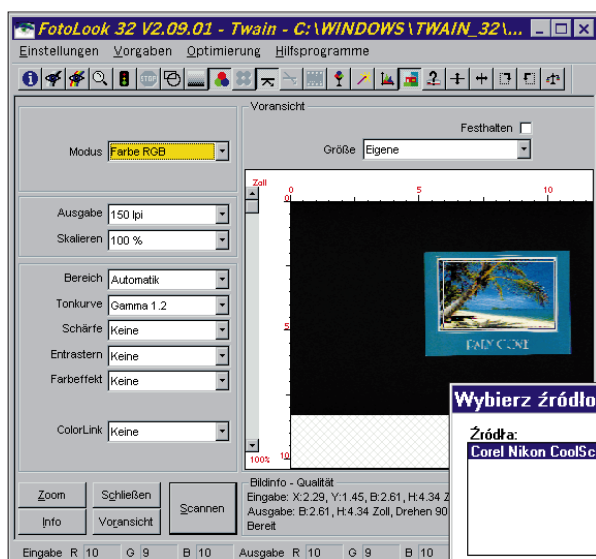 FotoLook 32 V2.09.01 - Twain - C:\WINDOWS\TWAIN_32\...
Einstellungen Vorgaben Optimierung Hilfsprogramme
STOP
Voransicht
Festhalten
Modus Farbe RGB
Größe Eigene
Zoll 0 5 10
0
Ausgabe 150 lpi
Skalieren 100 %
Bereich Automatik
Tonkurve Gamma 1.2
Schärfe Keine
5
Entrastern Keine
Farbeffekt Keine
Wybierz źródło
ColorLink Keine
Źródła:
Corel Nikon CoolSc
100% 10
Bildinfo - Qualität
Zoom Schließen Scannen
Eingabe: X:2.29, Y:1.45, B:2.61, H:4.34 Z
Ausgabe: B:2.61, H:4.34 Zoll, Drehen 90
Info Voransicht
Bereit
Eingabe R 10 G 9 B 10 Ausgabe R 10 G 9 B 10